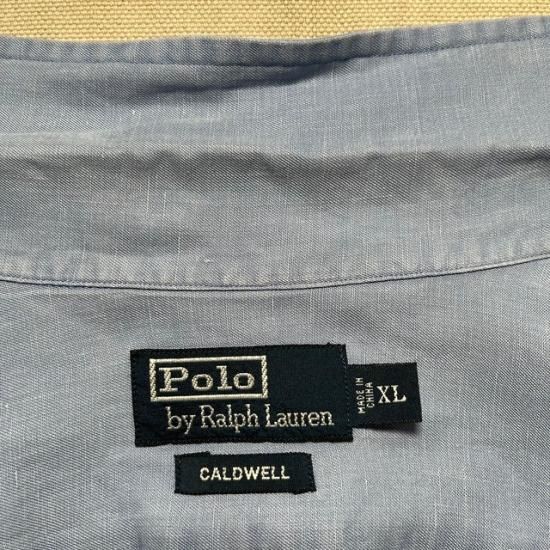 Polo
by Ralph Lauren
MADE IN
CHINA
XL
CALDWELL